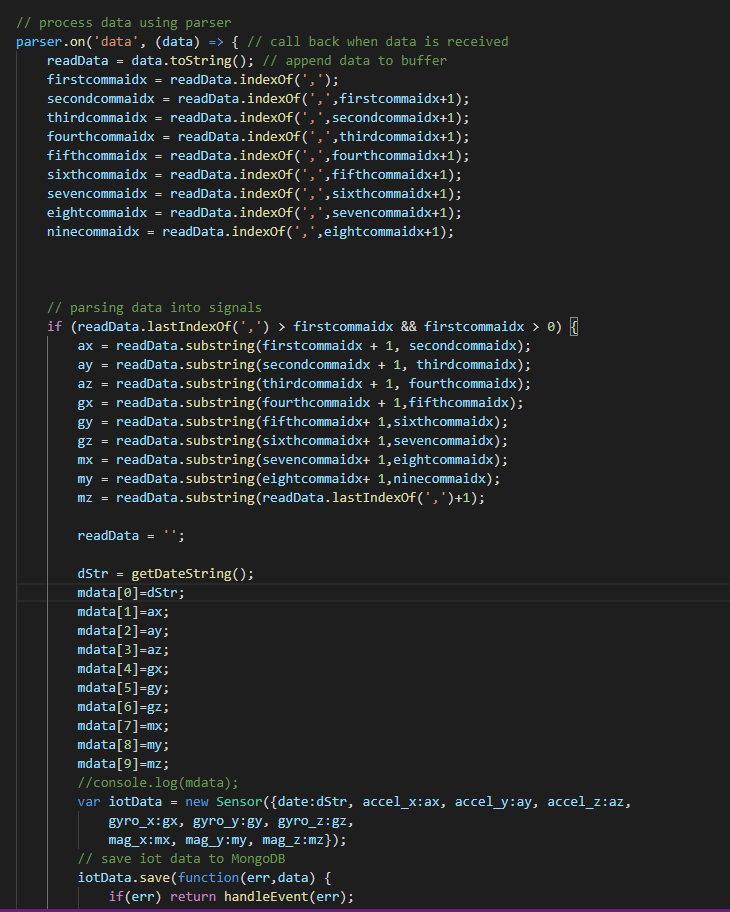 // process data using parser
parser.on('data', (data) => { // call back when data is received
    readData = data.toString(); // append data to buffer
    firstcommaidx = readData.indexOf(',');
    secondcommaidx = readData.indexOf(',',firstcommaidx+1);
    thirdcommaidx = readData.indexOf(',',secondcommaidx+1);
    fourthcommaidx = readData.indexOf(',',thirdcommaidx+1);
    fifthcommaidx = readData.indexOf(',',fourthcommaidx+1);
    sixthcommaidx = readData.indexOf(',',fifthcommaidx+1);
    sevencommaidx = readData.indexOf(',',sixthcommaidx+1);
    eightcommaidx = readData.indexOf(',',sevencommaidx+1);
    ninecommaidx = readData.indexOf(',',eightcommaidx+1);
    // parsing data into signals
    if (readData.lastIndexOf(',') > firstcommaidx && firstcommaidx > 0) {
        ax = readData.substring(firstcommaidx + 1, secondcommaidx);
        ay = readData.substring(secondcommaidx + 1, thirdcommaidx);
        az = readData.substring(thirdcommaidx + 1, fourthcommaidx);
        gx = readData.substring(fourthcommaidx + 1,fifthcommaidx);
        gy = readData.substring(fifthcommaidx+ 1,sixthcommaidx);
        gz = readData.substring(sixthcommaidx+ 1,sevencommaidx);
        mx = readData.substring(sevencommaidx+ 1,eightcommaidx);
        my = readData.substring(eightcommaidx+ 1,ninecommaidx);
        mz = readData.substring(readData.lastIndexOf(',')+1);
        readData = '';
        dStr = getDateString();
        mdata[0]=dStr;
        mdata[1]=ax;
        mdata[2]=ay;
        mdata[3]=az;
        mdata[4]=gx;
        mdata[5]=gy;
        mdata[6]=gz;
        mdata[7]=mx;
        mdata[8]=my;
        mdata[9]=mz;
        //console.log(mdata);
        var iotData = new Sensor({date:dStr, accel_x:ax, accel_y:ay, accel_z:az,
            gyro_x:gx, gyro_y:gy, gyro_z:gz,
            mag_x:mx, mag_y:my, mag_z:mz});
        // save iot data to MongoDB
        iotData.save(function(err,data) {
            if(err) return handleEvent(err);